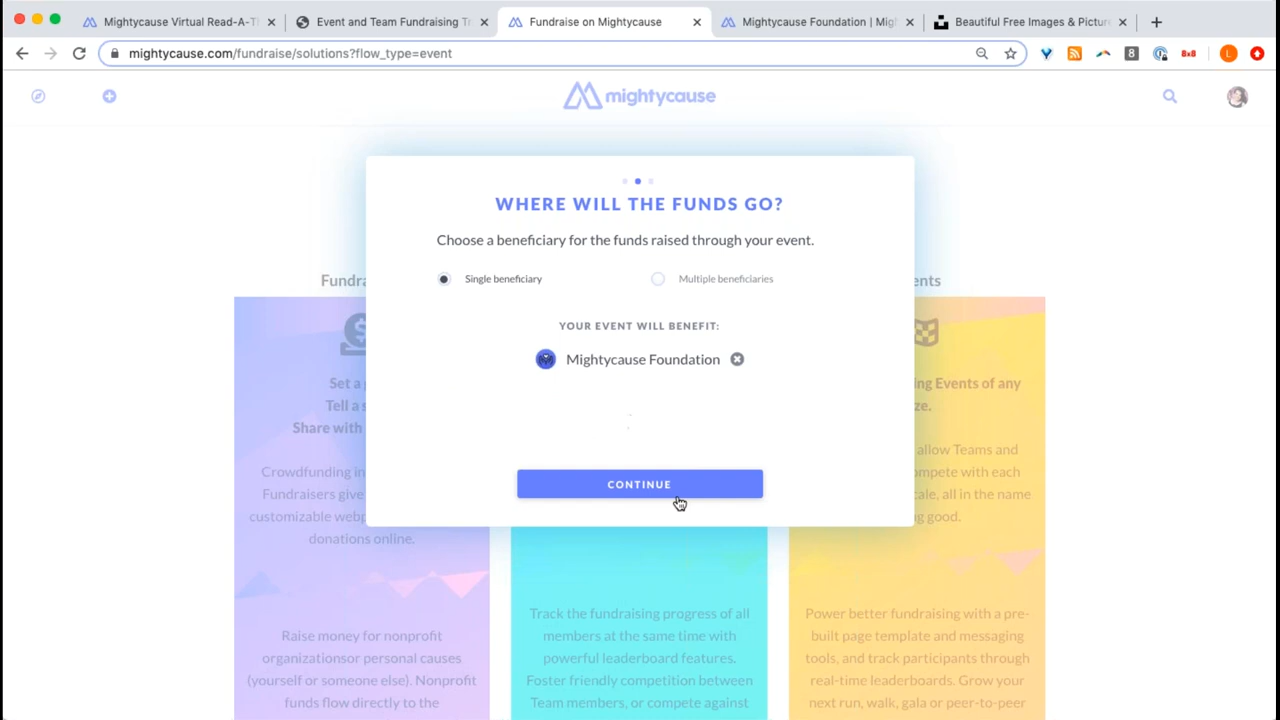 Mightycause Virtual Read-A-T
Event and Team Fundraising Tr
Fundraise on Mightycause
Mightycause Foundation | Migh
Beautiful Free Images & Picture
mightycause.com/fundraise/solutions?flow_type=event
8
8x8
L
mightycause
WHERE WILL THE FUNDS GO?
Choose a beneficiary for the funds raised through your event.
Single beneficiary
Multiple beneficiaries
YOUR EVENT WILL BENEFIT:
Mightycause Foundation
CONTINUE
Fundra
Set a g
Tell a s
Share with
Crowdfunding in
Fundraisers give
customizable webp
donations online.
Raise money for nonprofit
organizationsor personal causes
(yourself or someone else). Nonprofit
funds flow directly to the
Track the fundraising progress of all
members at the same time with
powerful leaderboard features.
Foster friendly competition between
Team members, or compete against
ents
ing Events of any
ze.
allow Teams and
mpete with each
ale, all in the name
ng good.
Power better fundraising with a pre-
built page template and messaging
tools, and track participants through
real-time leaderboards. Grow your
next run, walk, gala or peer-to-peer